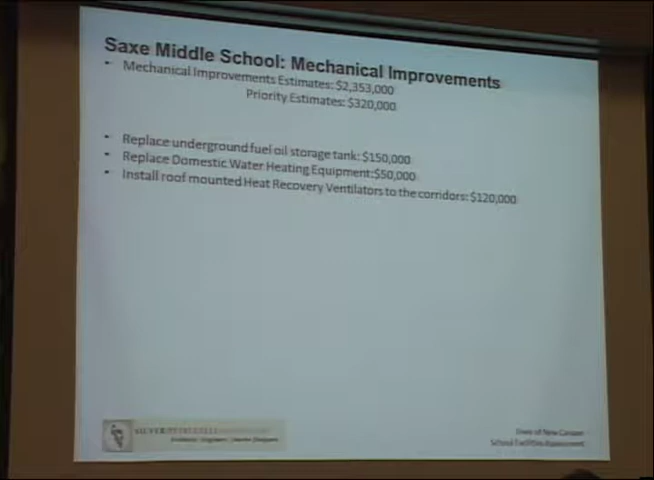 Saxe Middle School: Mechanical Improvements
• Mechanical Improvements Estimates: $2,353,000
Priority Estimates: $320,000
• Replace underground fuel oil storage tank: $150,000
• Replace Domestic Water Heating Equipment:$50,000
• Install roof mounted Heat Recovery Ventilators to the corridors: $120,000
Town of New Canaan
School Facilities Assessment